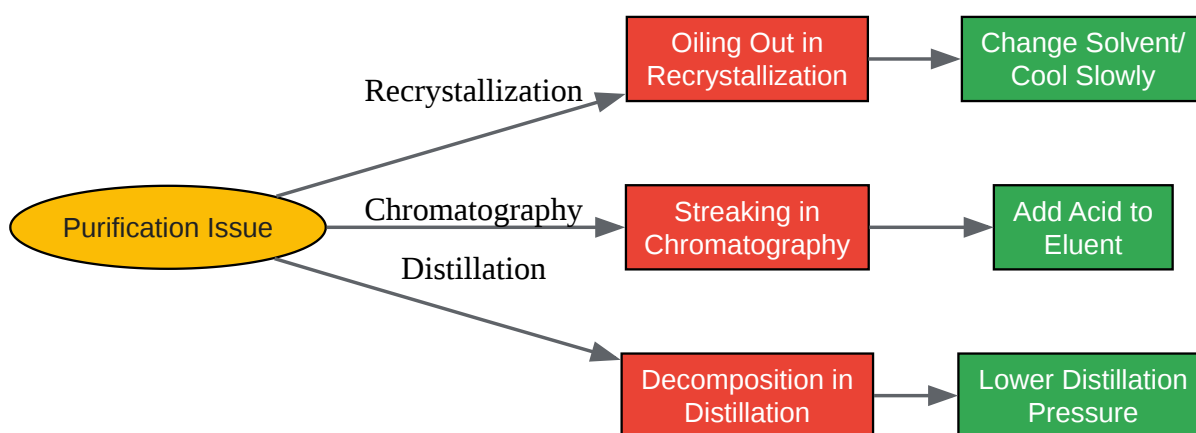 Oiling Out in
Recrystallization
Change Solvent/
Cool Slowly
Recrystallization
Purification Issue
Chromatography
Streaking in
Chromatography
Add Acid to
Eluent
Distillation
Decomposition in
Distillation
Lower Distillation
Pressure